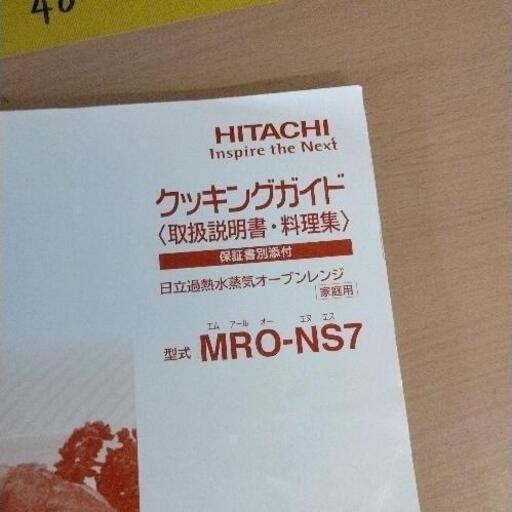 40
HITACHI
Inspire the Next
クッキングガイド
〈取扱説明書・料理集〉
保証書別添付
日立過熱水蒸気オーブンレンジ
家庭用
エム アール オー エヌ エス
型式 MRO-NS7